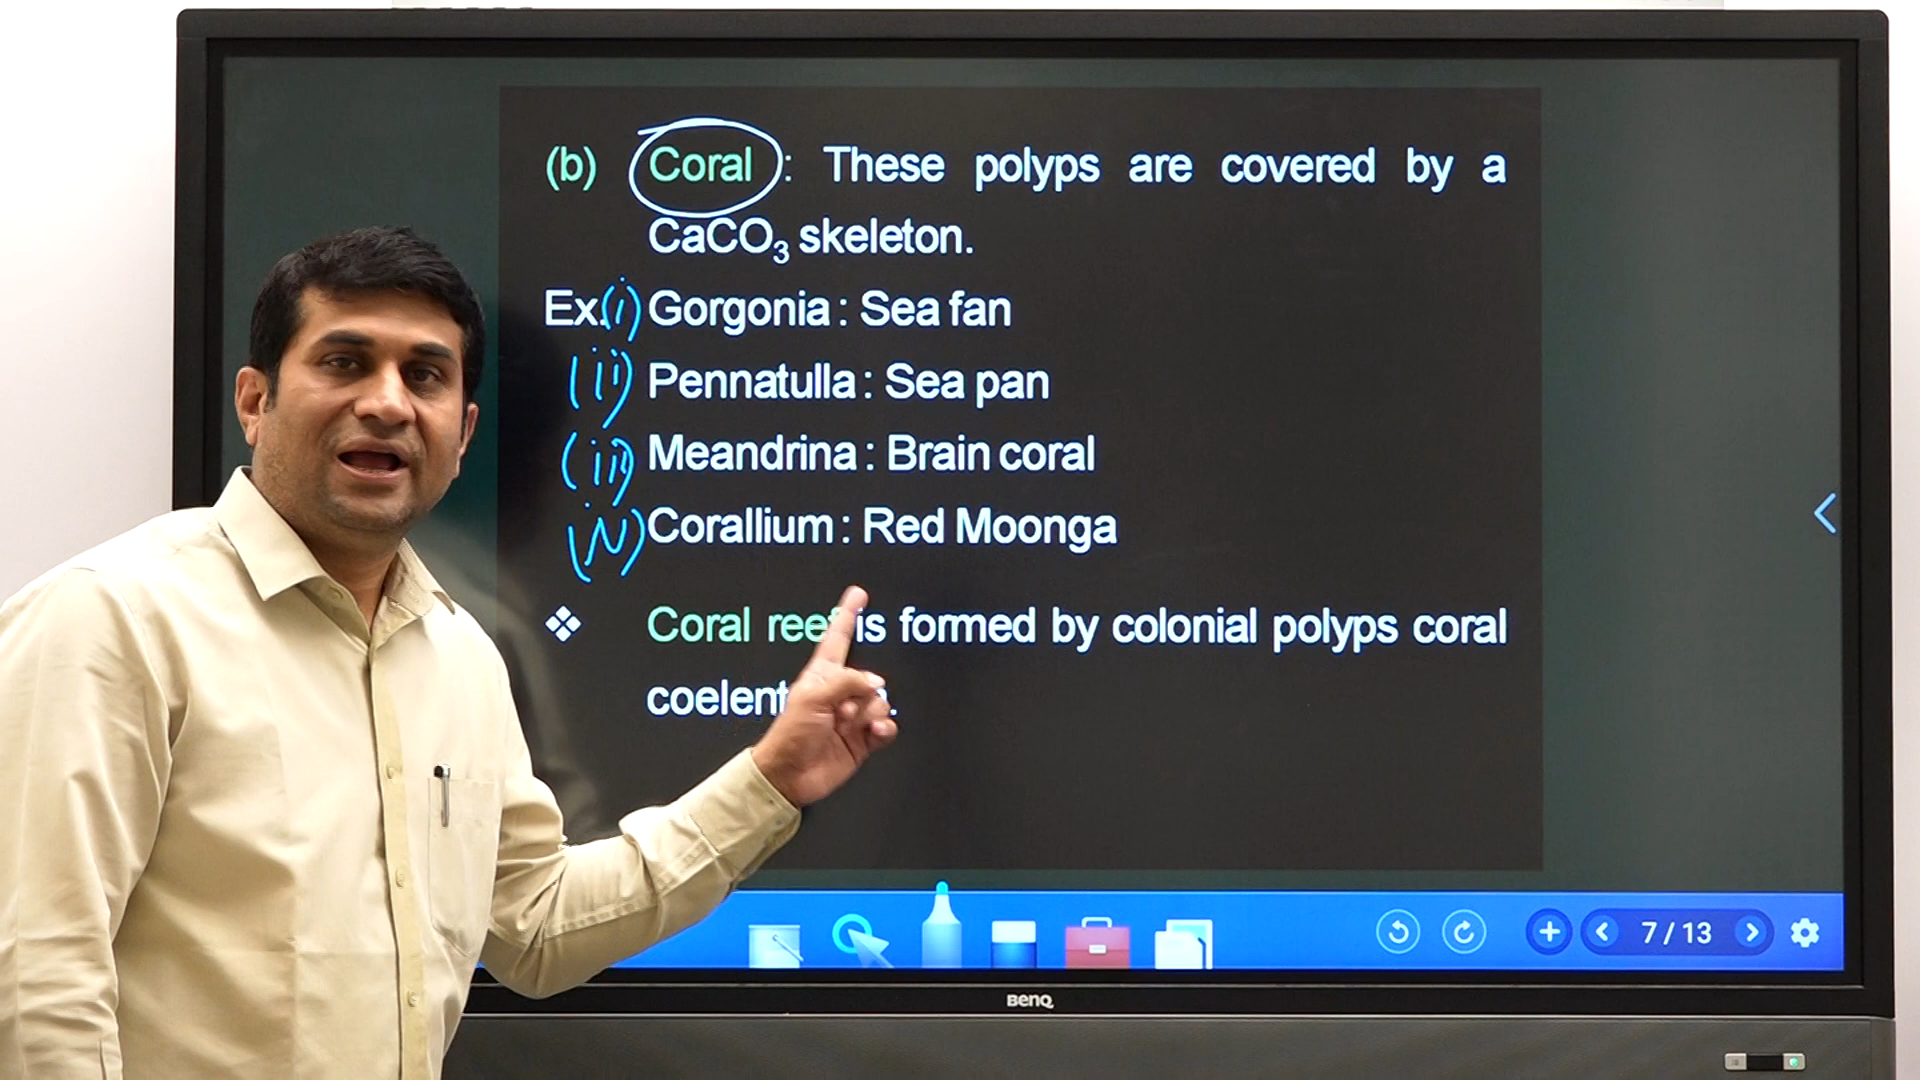 (b) Coral : These polyps are covered by a
CaCO₃ skeleton.
Ex. (i) Gorgonia : Sea fan
(ii) Pennatulla : Sea pan
(iii) Meandrina : Brain coral
(iv) Corallium : Red Moonga
❖ Coral reef is formed by colonial polyps coral
7 / 13
BenQ